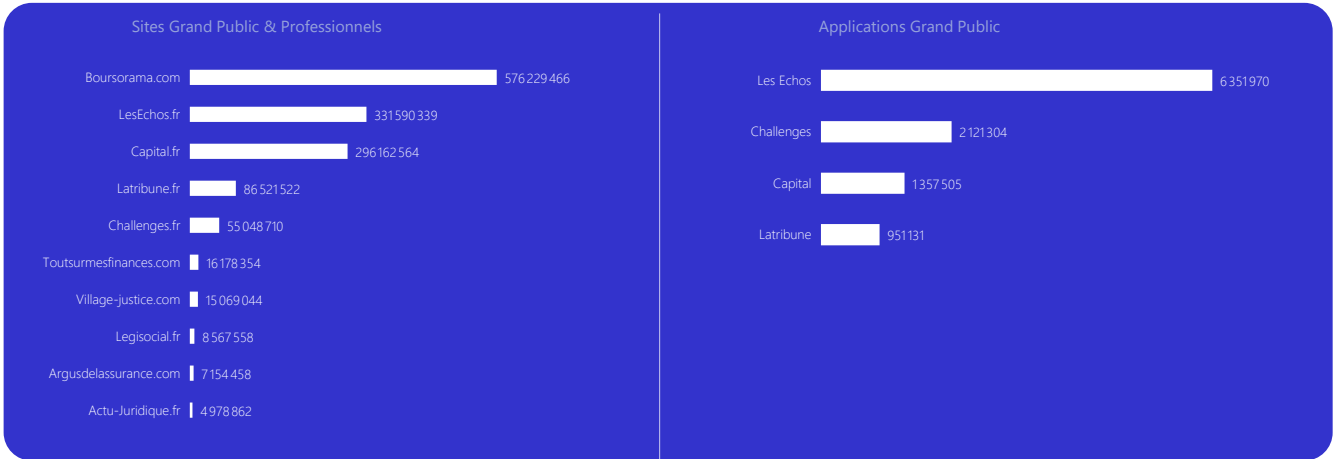 Sites Grand Public & Professionnels
Boursorama.com 576 229 466
LesEchos.fr 331 590 339
Capital.fr 296 162 564
Latribune.fr 86 521 522
Challenges.fr 55 048 710
Toutsurmesfinances.com 16 178 354
Village-justice.com 15 069 044
Legisocial.fr 8 567 558
Argusdelassurance.com 7 154 458
Actu-Juridique.fr 4 978 862
Applications Grand Public
Les Echos 6 351 970
Challenges 2 121 304
Capital 1 357 505
Latribune 951 131